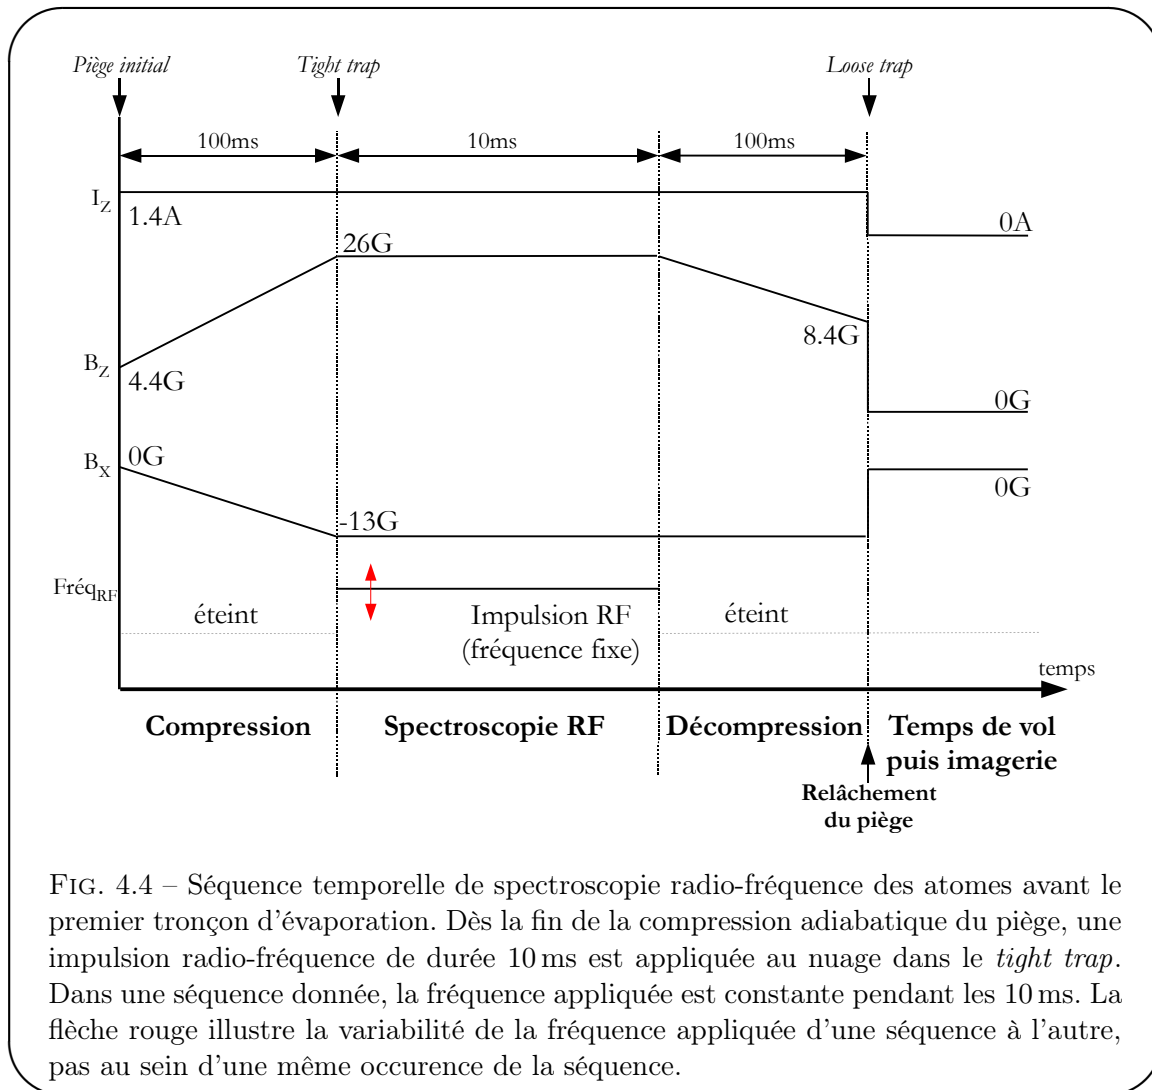 Piège initial
Tight trap
Loose trap
100ms
10ms
100ms
I_Z
1.4A
0A
26G
B_Z
4.4G
8.4G
0G
B_X
0G
0G
-13G
Fréq_RF
éteint
Impulsion RF
(fréquence fixe)
éteint
temps
Compression
Spectroscopie RF
Décompression
Temps de vol
puis imagerie
Relâchement
du piège
FIG. 4.4 – Séquence temporelle de spectroscopie radio-fréquence des atomes avant le
premier tronçon d'évaporation. Dès la fin de la compression adiabatique du piège, une
impulsion radio-fréquence de durée 10 ms est appliquée au nuage dans le tight trap.
Dans une séquence donnée, la fréquence appliquée est constante pendant les 10 ms. La
flèche rouge illustre la variabilité de la fréquence appliquée d'une séquence à l'autre,
pas au sein d'une même occurence de la séquence.